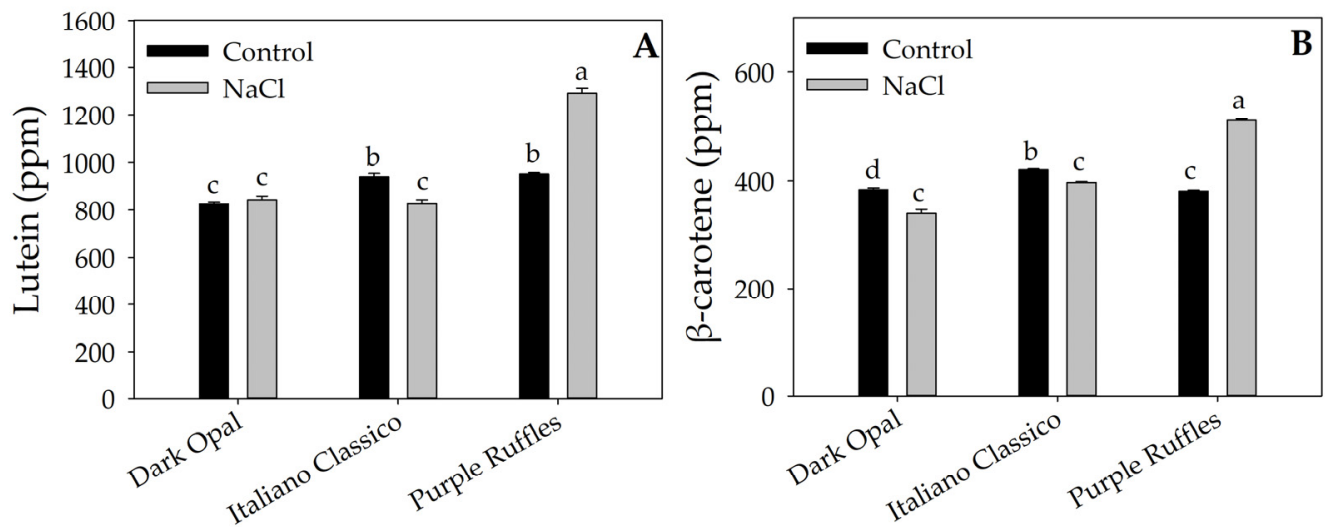 A
Control
NaCl
Lutein (ppm)
1600
1400
1200
1000
800
600
400
200
0
c
c
b
c
b
a
Dark Opal
Italiano Classico
Purple Ruffles
B
Control
NaCl
β-carotene (ppm)
600
400
200
0
d
c
b
c
c
a
Dark Opal
Italiano Classico
Purple Ruffles